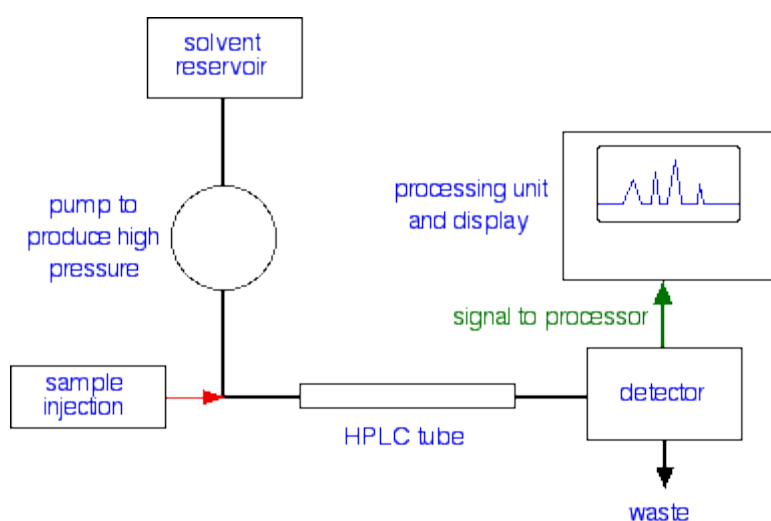 solvent
reservoir
pump to
produce high
pressure
processing unit
and display
signal to processor
sample
injection
HPLC tube
detector
waste